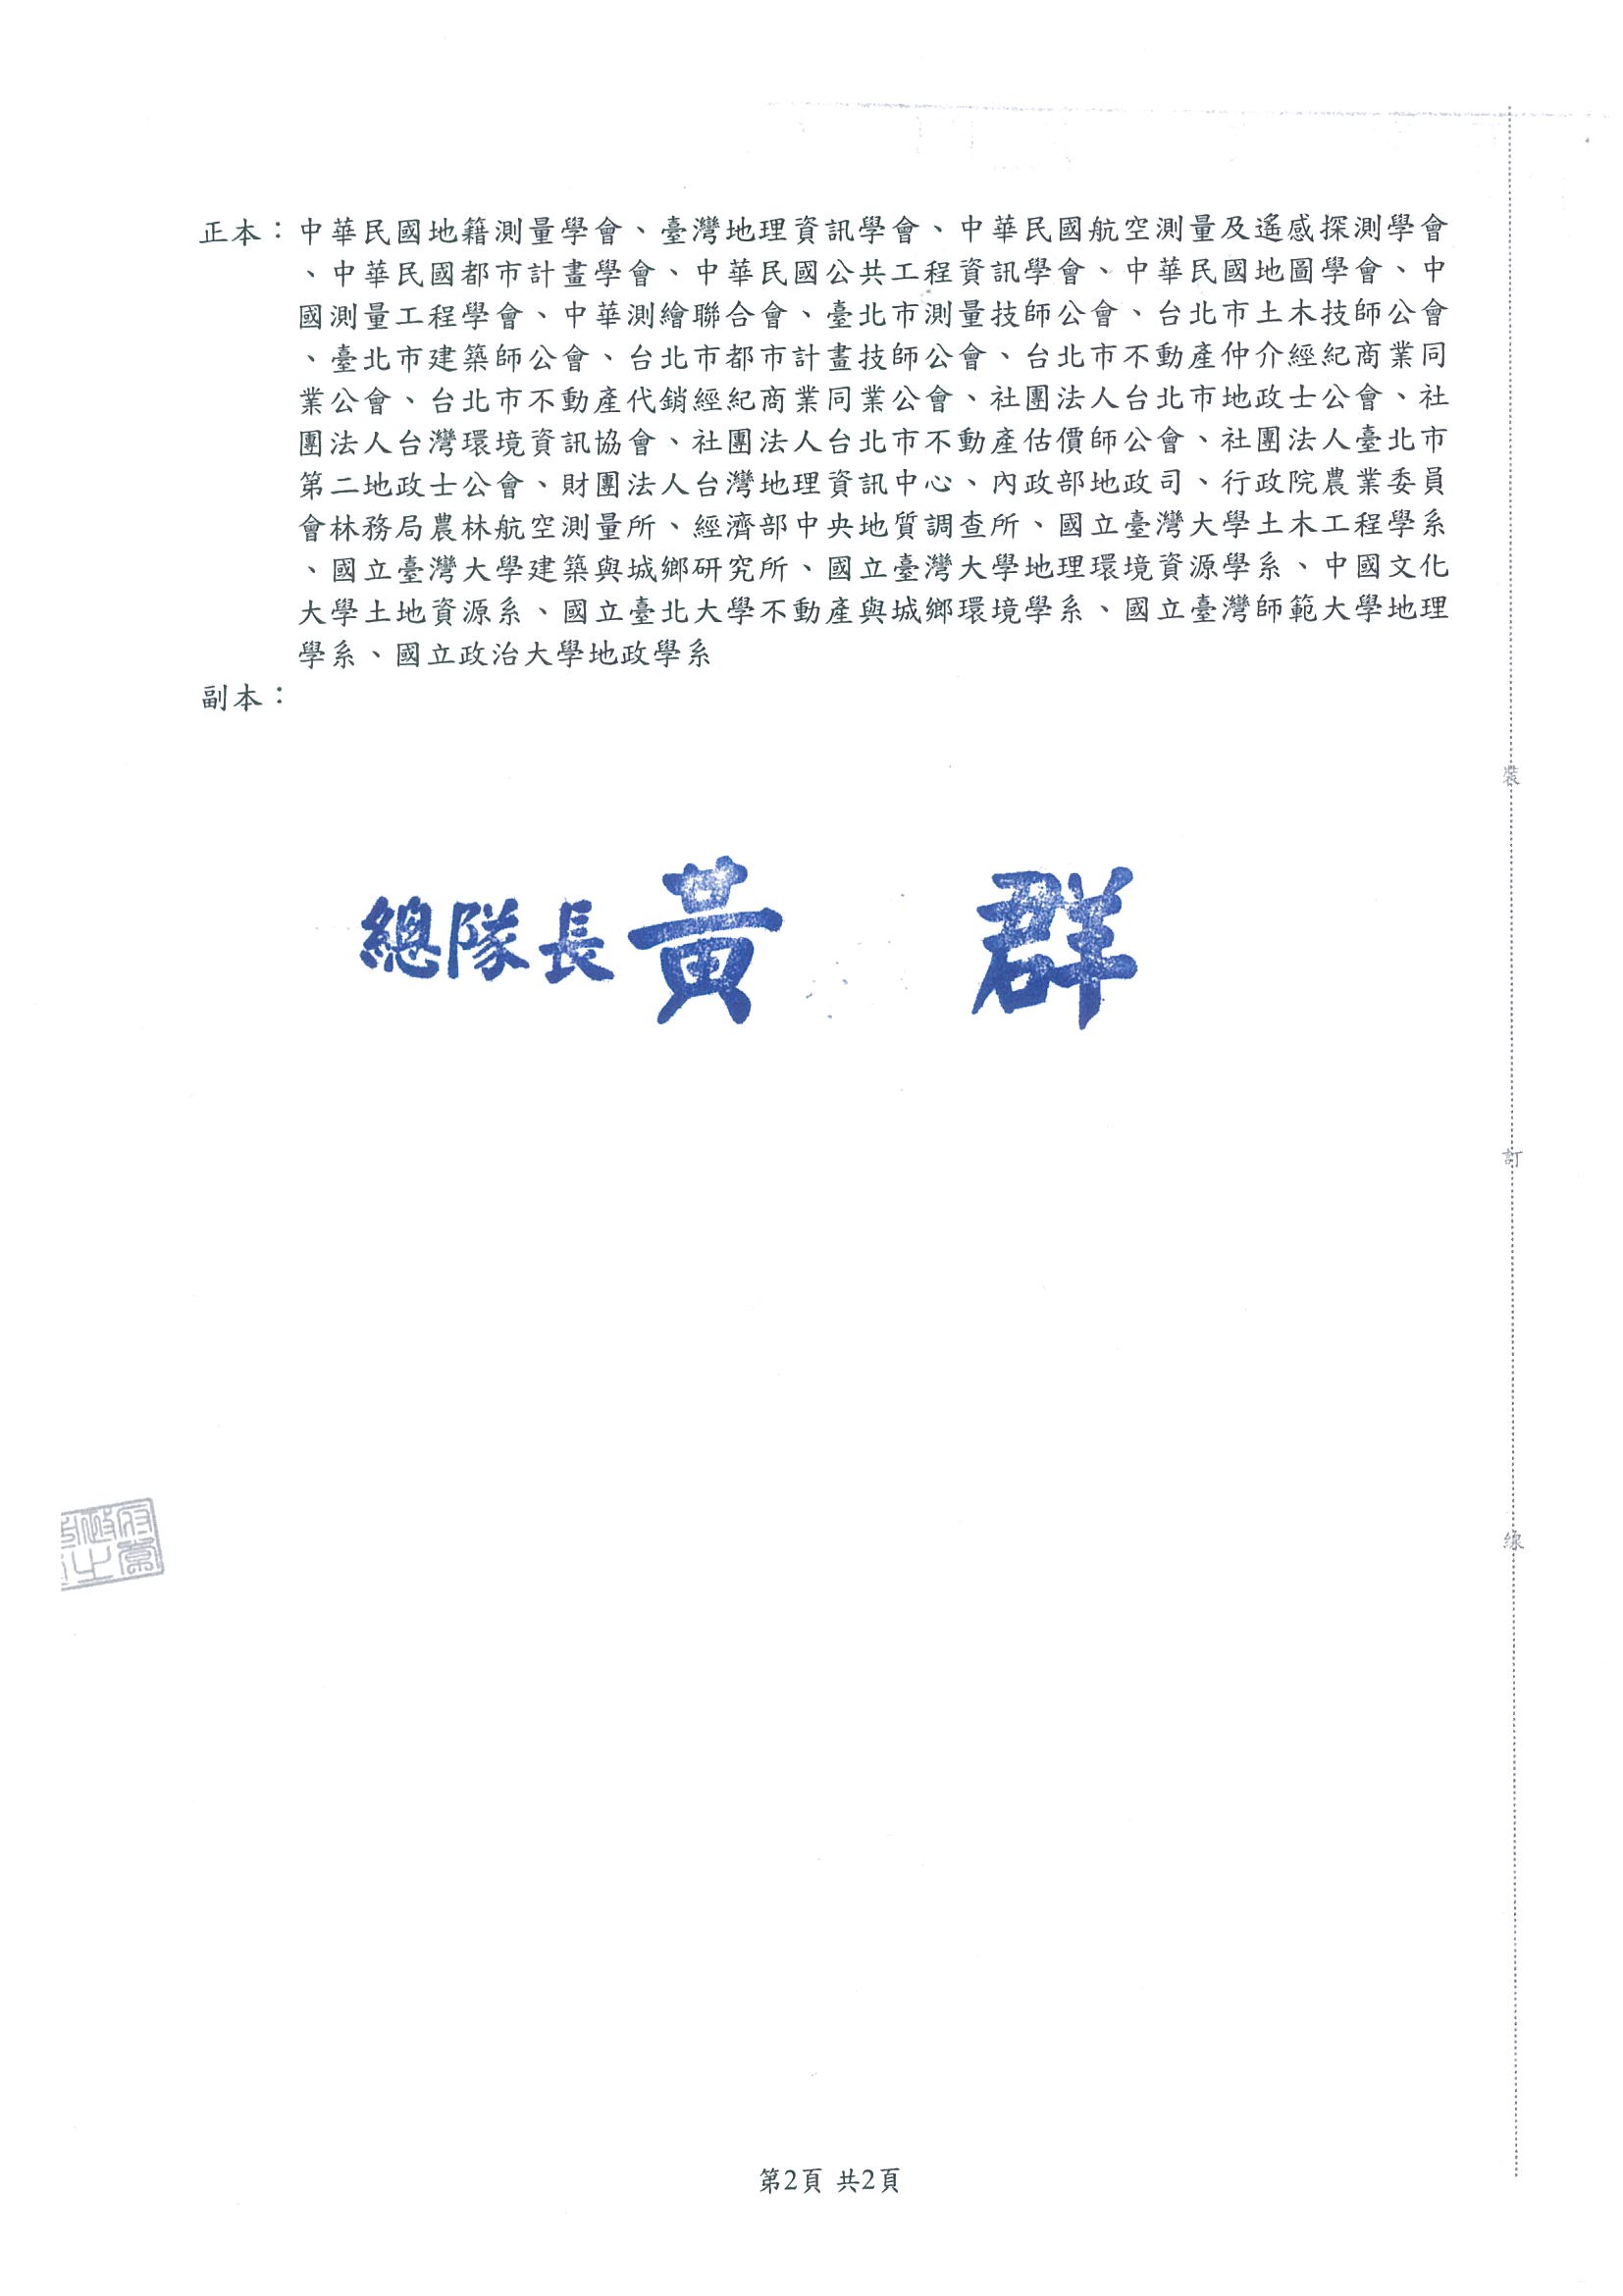 正本：中華民國地籍測量學會、臺灣地理資訊學會、中華民國航空測量及遙感探測學會
、中華民國都市計畫學會、中華民國公共工程資訊學會、中華民國地圖學會、中
國測量工程學會、中華測繪聯合會、臺北市測量技師公會、台北市土木技師公會
、臺北市建築師公會、台北市都市計畫技師公會、台北市不動產仲介經紀商業同
業公會、台北市不動產代銷經紀商業同業公會、社團法人台北市地政士公會、社
團法人台灣環境資訊協會、社團法人台北市不動產估價師公會、社團法人臺北市
第二地政士公會、財團法人台灣地理資訊中心、內政部地政司、行政院農業委員
會林務局農林航空測量所、經濟部中央地質調查所、國立臺灣大學土木工程學系
、國立臺灣大學建築與城鄉研究所、國立臺灣大學地理環境資源學系、中國文化
大學土地資源系、國立臺北大學不動產與城鄉環境學系、國立臺灣師範大學地理
學系、國立政治大學地政學系
副本：
總隊長黃 群
裝
訂
線
第2頁 共2頁